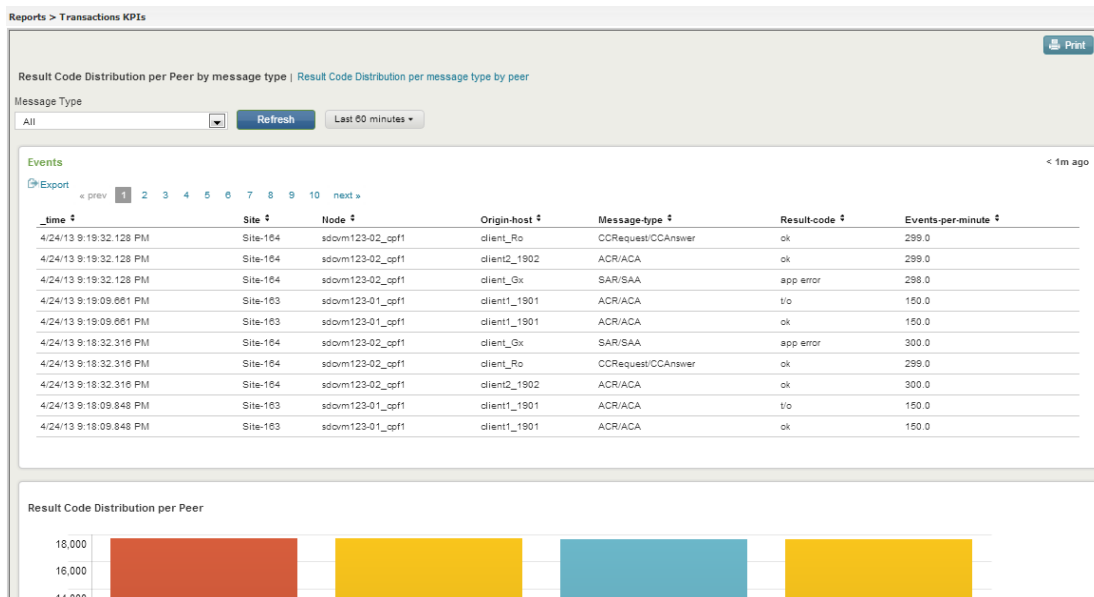 Reports > Transactions KPIs
Print
Result Code Distribution per Peer by message type | Result Code Distribution per message type by peer
Message Type
All Refresh Last 60 minutes
Events < 1m ago
Export
« prev 1 2 3 4 5 6 7 8 9 10 next »
_time Site Node Origin-host Message-type Result-code Events-per-minute
4/24/13 9:19:32.128 PM Site-164 sdcvm123-02_cpf1 client_Ro CCRequest/CCAnswer ok 299.0
4/24/13 9:19:32.128 PM Site-164 sdcvm123-02_cpf1 client2_1902 ACR/ACA ok 299.0
4/24/13 9:19:32.128 PM Site-164 sdcvm123-02_cpf1 client_Gx SAR/SAA app error 298.0
4/24/13 9:19:09.661 PM Site-163 sdcvm123-01_cpf1 client1_1901 ACR/ACA t/o 150.0
4/24/13 9:19:09.661 PM Site-163 sdcvm123-01_cpf1 client1_1901 ACR/ACA ok 150.0
4/24/13 9:18:32.316 PM Site-164 sdcvm123-02_cpf1 client_Gx SAR/SAA app error 300.0
4/24/13 9:18:32.316 PM Site-164 sdcvm123-02_cpf1 client_Ro CCRequest/CCAnswer ok 299.0
4/24/13 9:18:32.316 PM Site-164 sdcvm123-02_cpf1 client2_1902 ACR/ACA ok 300.0
4/24/13 9:18:09.848 PM Site-163 sdcvm123-01_cpf1 client1_1901 ACR/ACA t/o 150.0
4/24/13 9:18:09.848 PM Site-163 sdcvm123-01_cpf1 client1_1901 ACR/ACA ok 150.0
Result Code Distribution per Peer
18,000
16,000
14,000